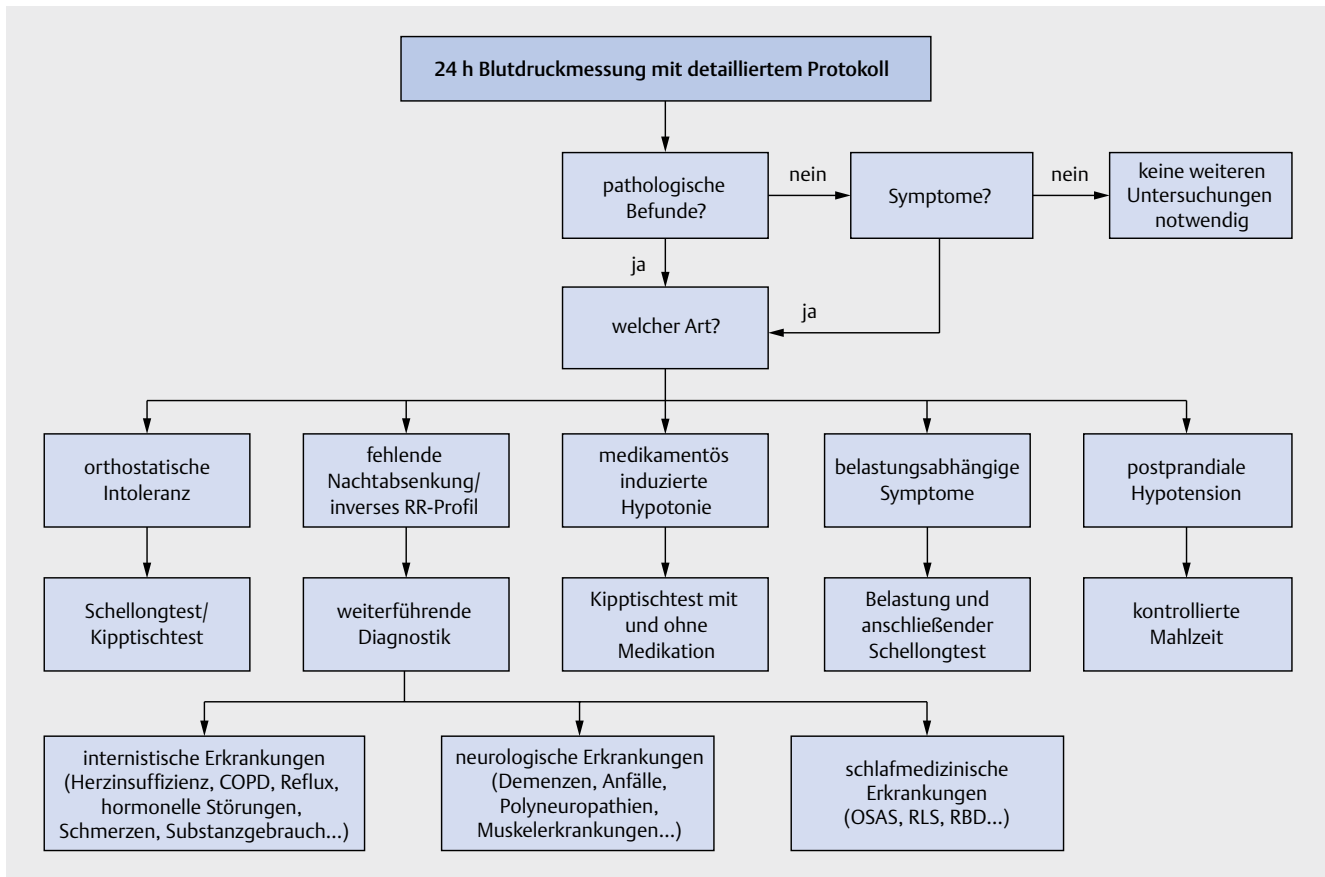 24 h Blutdruckmessung mit detailliertem Protokoll
pathologische
Befunde?
nein
Symptome?
nein
keine weiteren
Untersuchungen
notwendig
ja
welcher Art?
ja
orthostatische
Intoleranz
fehlende
Nachtabsenkung/
inverses RR-Profil
medikamentös
induzierte
Hypotonie
belastungsabhängige
Symptome
postprandiale
Hypotension
Schellongtest/
Kipptischtest
weiterführende
Diagnostik
Kipptischtest mit
und ohne
Medikation
Belastung und
anschließender
Schellongtest
kontrollierte
Mahlzeit
internistische Erkrankungen
(Herzinsuffizienz, COPD, Reflux,
hormonelle Störungen,
Schmerzen, Substanzgebrauch...)
neurologische Erkrankungen
(Demenzen, Anfälle,
Polyneuropathien,
Muskelerkrankungen...)
schlafmedizinische
Erkrankungen
(OSAS, RLS, RBD...)